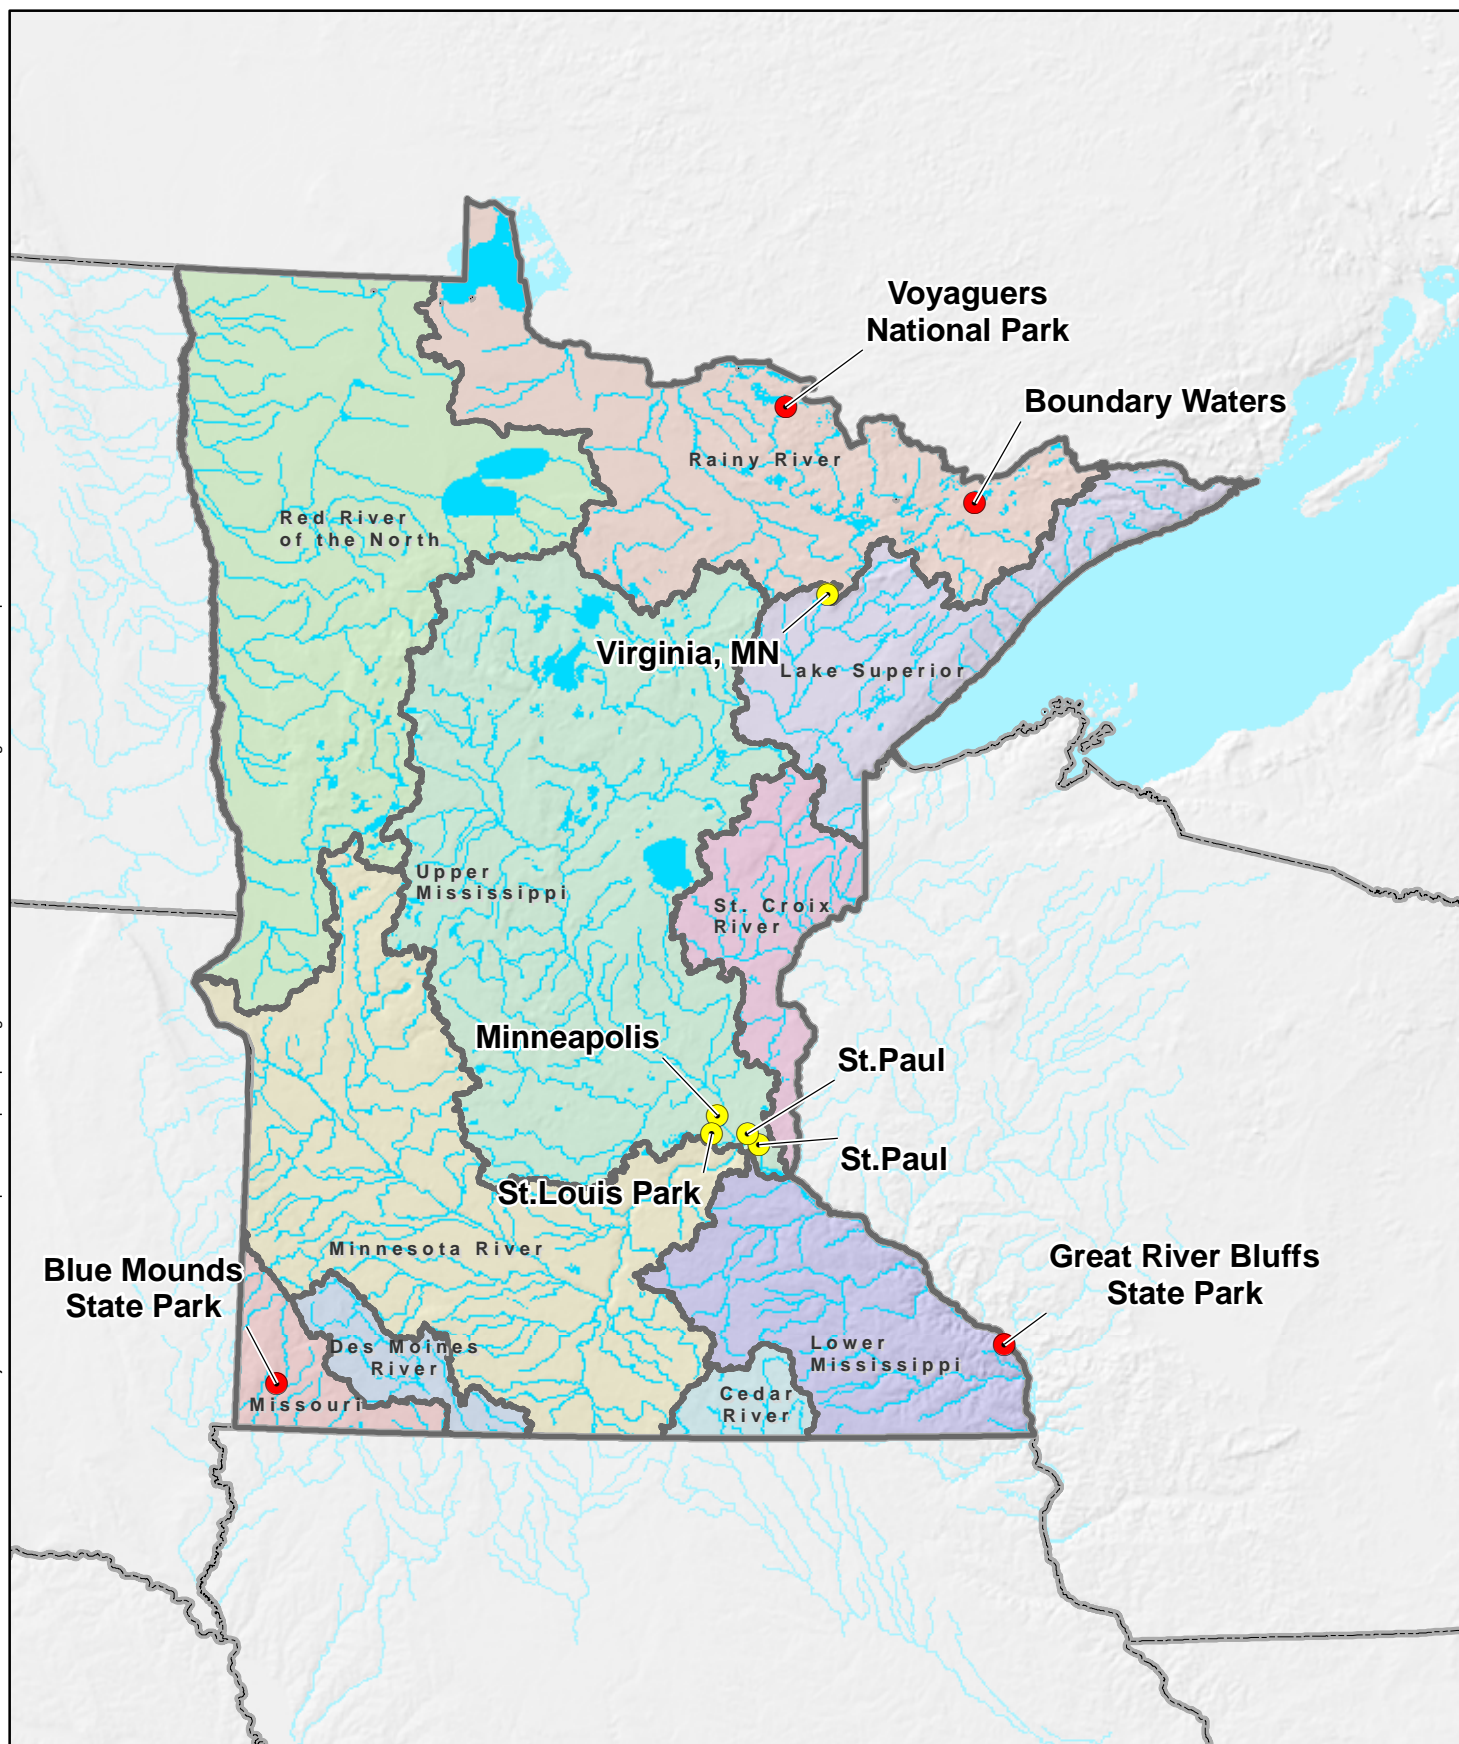 Voyaguers
National Park
Boundary Waters
Rainy River
Red River
of the North
Virginia, MN
Lake Superior
Upper
Mississippi
St. Croix
River
Minneapolis
St.Paul
St.Paul
St.Louis Park
Minnesota River
Blue Mounds
State Park
Great River Bluffs
State Park
Des Moines
River
Lower
Mississippi
Missouri
Cedar
River